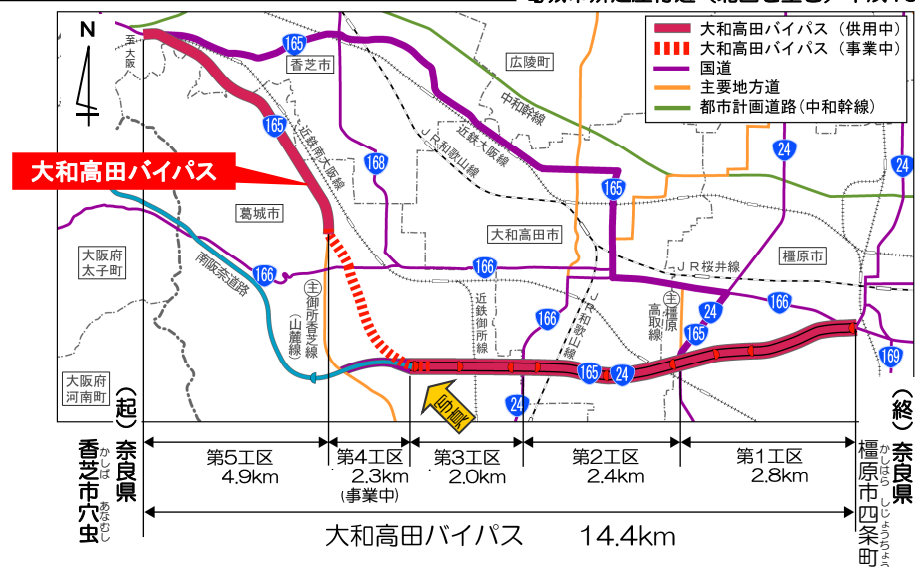 N
至
大
阪
165
香芝市
広陵町
中和幹線
大和高田バイパス（供用中）
大和高田バイパス（事業中）
国道
主要地方道
都市計画道路(中和幹線)
165
近鉄南大阪線
168
ＪＲ和歌山線
近鉄大阪線
24
24
大和高田バイパス
165
葛城市
大和高田市
橿原市
大阪府
太子町
南阪奈道路
166
166
ＪＲ桜井線
主
御所香芝線
(山麓線)
近鉄御所線
166
ＪＲ和歌山線
主
橿原
高取線
24
165
166
169
165
24
大阪府
河南町
24
写真
（起）奈良県
香芝市穴虫
かしば あなむし
第5工区
4.9km
第4工区
2.3km
(事業中)
第3工区
2.0km
第2工区
2.4km
第1工区
2.8km
（終）奈良県
橿原市四条町
かしはら しじょうちょう
大和高田バイパス 14.4km